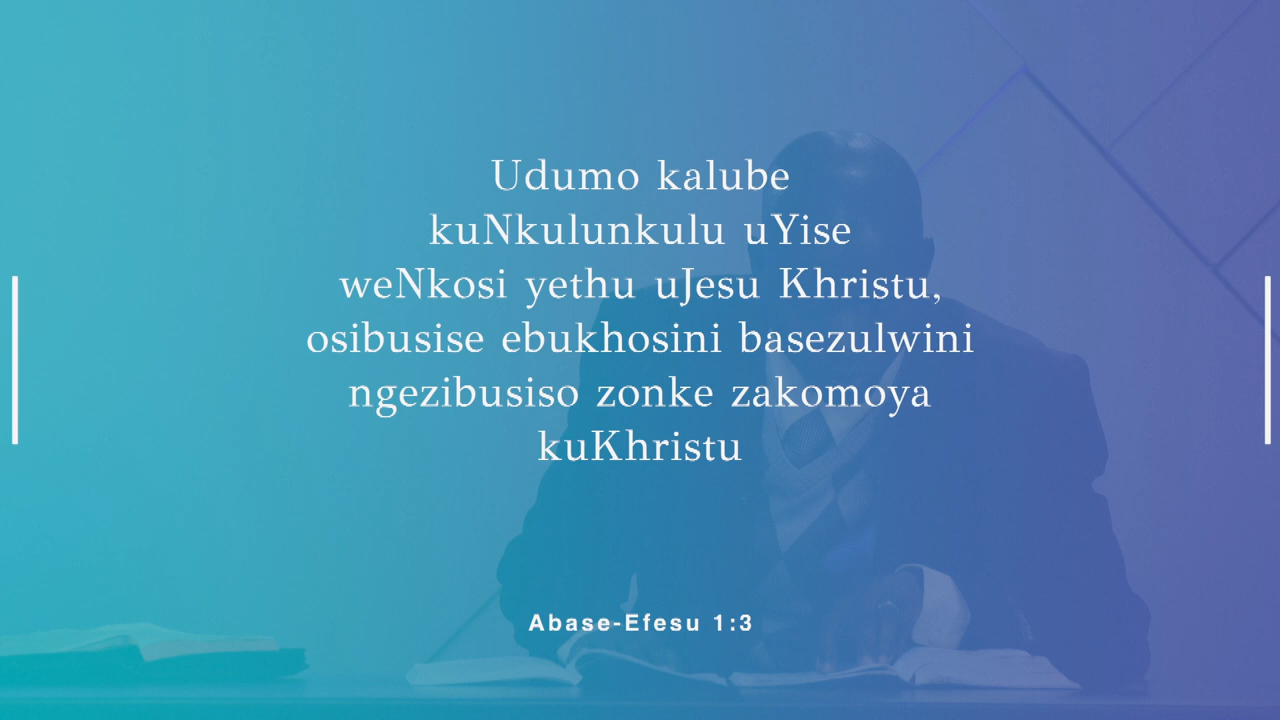 Udumo kalube
kuNkulunkulu uYise
weNkosi yethu uJesu Khristu,
osibusise ebukhosini basezulwini
ngezibusiso zonke zakomoya
kuKhristu
Abase-Efesu 1:3